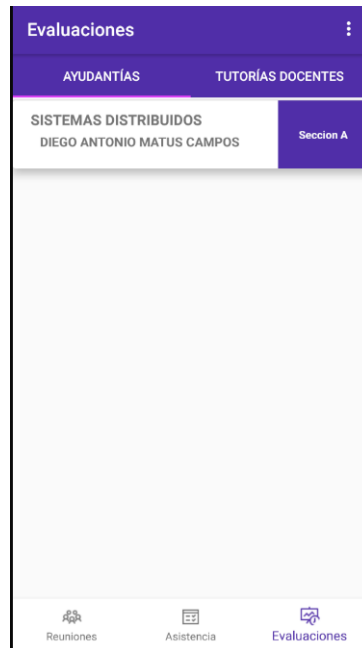 Evaluaciones
AYUDANTÍAS TUTORÍAS DOCENTES
SISTEMAS DISTRIBUIDOS
DIEGO ANTONIO MATUS CAMPOS
Seccion A
Reuniones Asistencia Evaluaciones